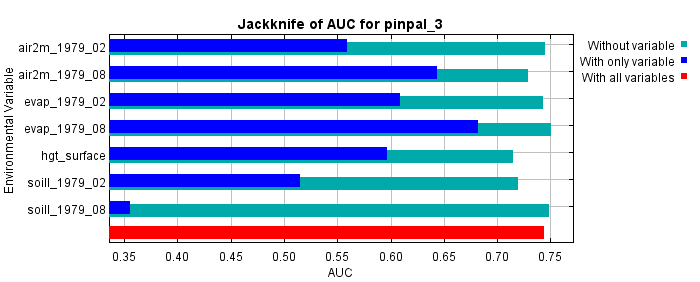 Jackknife of AUC for pinpal_3
Environmental Variable
air2m_1979_02
air2m_1979_08
evap_1979_02
evap_1979_08
hgt_surface
soill_1979_02
soill_1979_08
0.35 0.40 0.45 0.50 0.55 0.60 0.65 0.70 0.75
AUC
Without variable
With only variable
With all variables